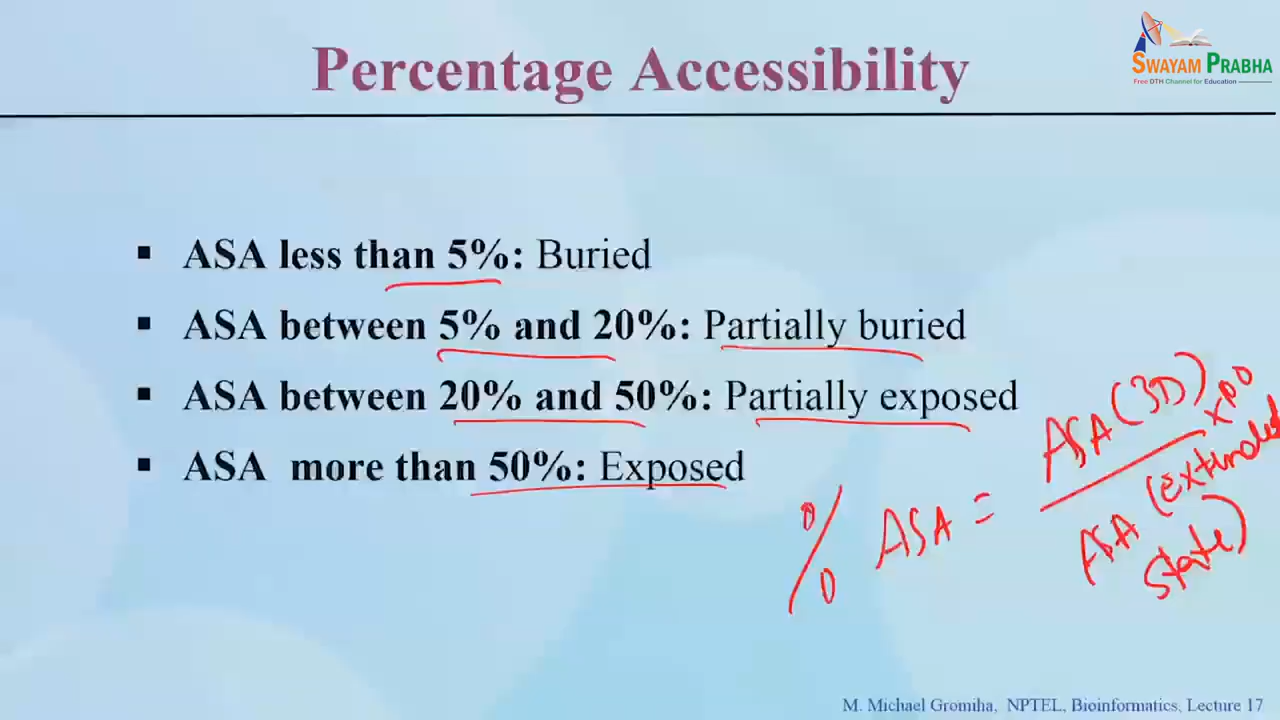 Percentage Accessibility
SWAYAM PRABHA
Free DTH Channel for Education
▪ ASA less than 5%: Buried
▪ ASA between 5% and 20%: Partially buried
▪ ASA between 20% and 50%: Partially exposed
▪ ASA more than 50%: Exposed
% ASA =
ASA (3D)
ASA (extended
state)
M. Michael Gromiha, NPTEL, Bioinformatics, Lecture 17